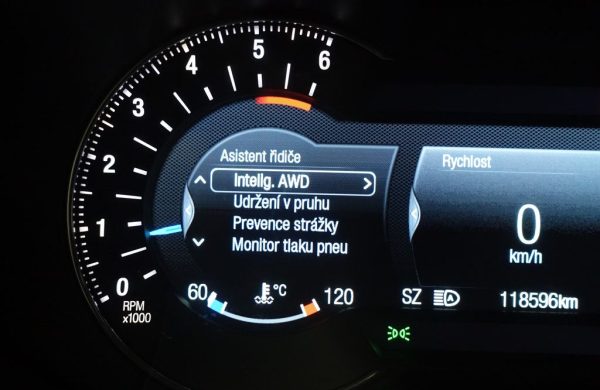 6
5
4
3
2
1
0
RPM
x1000
Asistent řidiče
Intelig. AWD
Udržení v pruhu
Prevence strážky
Monitor tlaku pneu
60
°C
120
Rychlost
0
km/h
SZ
A
118596km